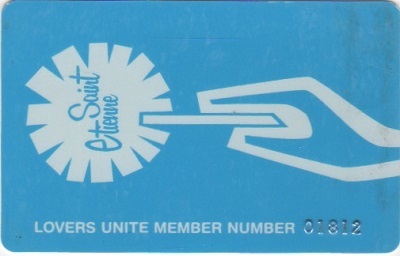 Saint
etienne
LOVERS UNITE MEMBER NUMBER 01812